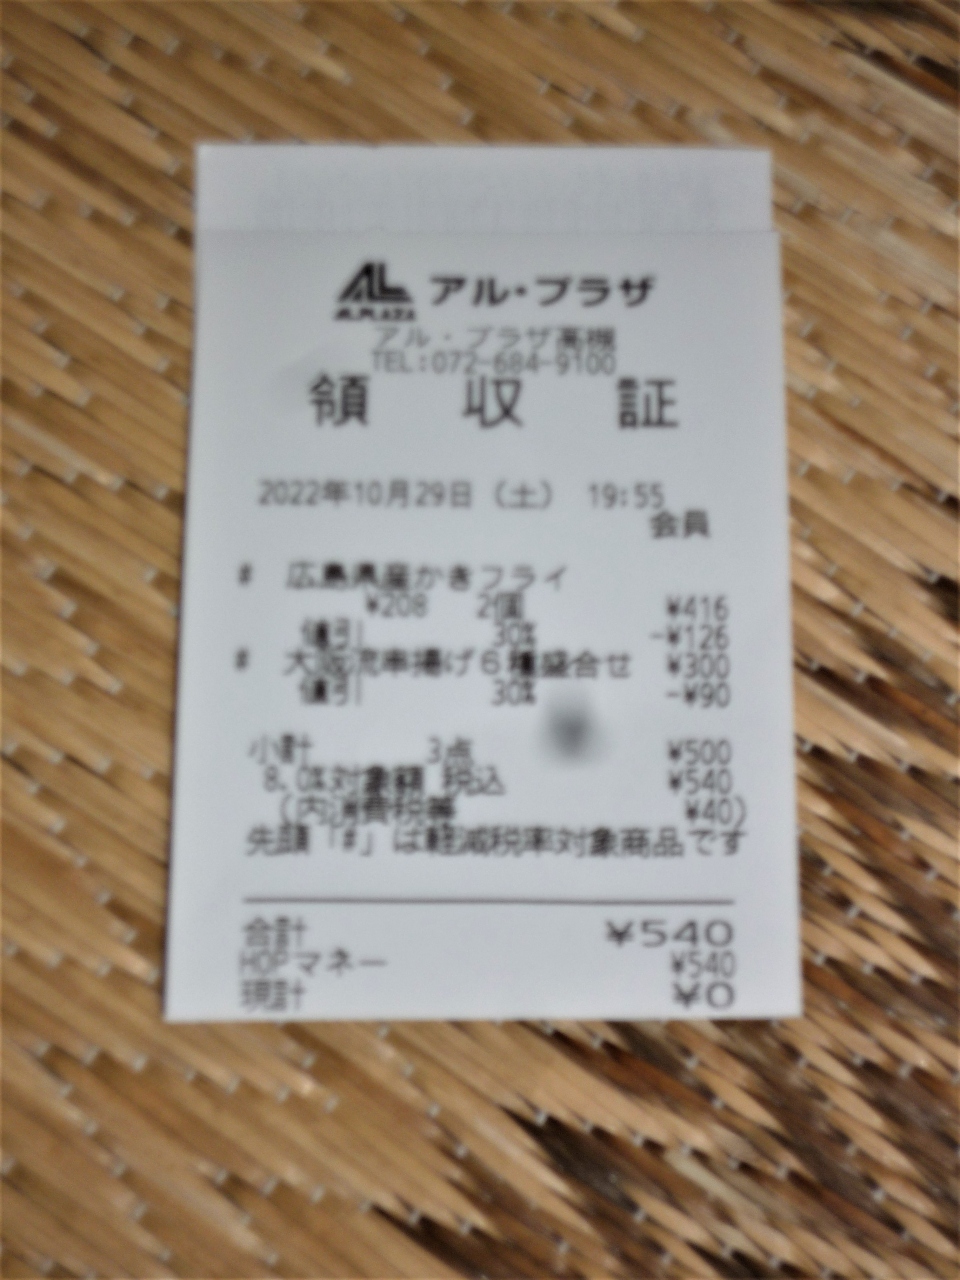 AL アル・プラザ
AL.PLAZA
アル・プラザ高槻
TEL:072-684-9100
領 収 証
2022年10月29日（土） 19:55
会員
# 広島県産かきフライ
¥208 2個 ¥416
値引 30% -¥126
# 大阪流串揚げ6種盛合せ ¥300
値引 30% -¥90
小計 3点 ¥500
8.0%対象額 税込 ¥540
（内消費税等 ¥40）
先頭「#」は軽減税率対象商品です
合計 ¥540
HOPマネー ¥540
現計 ¥0